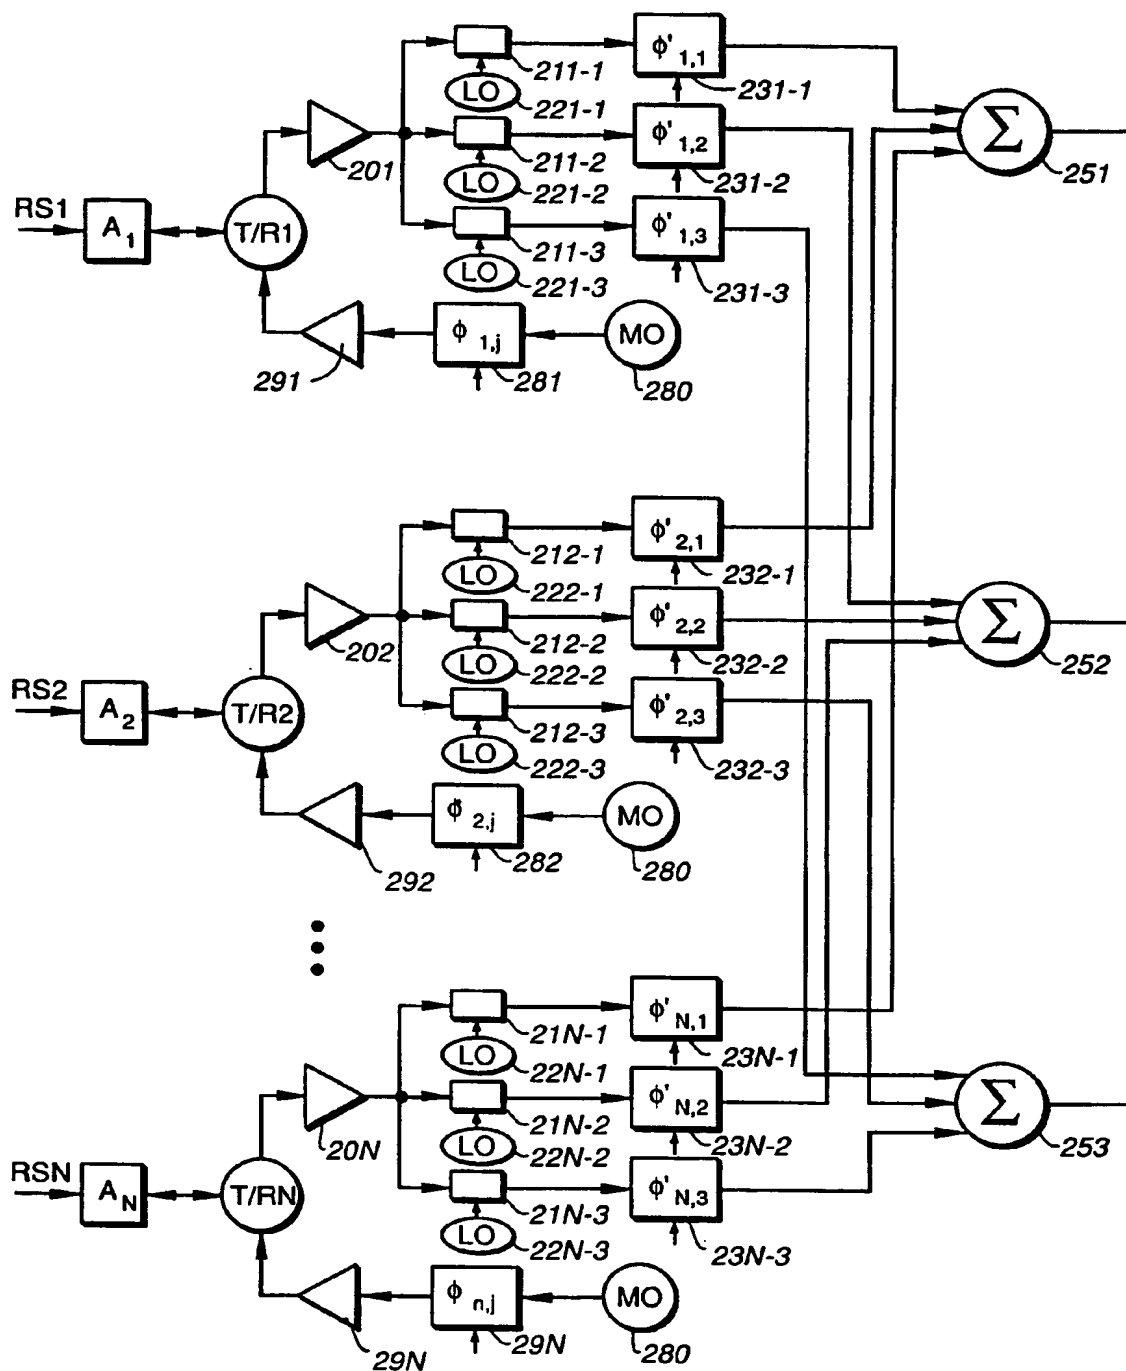 φ'1,1
211-1
LO
221-1
231-1
φ'1,2
201
211-2
LO
221-2
231-2
Σ
251
RS1
A1
T/R1
φ'1,3
211-3
LO
221-3
231-3
291
φ 1,j
281
MO
280
φ'2,1
212-1
LO
222-1
232-1
φ'2,2
202
212-2
LO
222-2
232-2
Σ
252
RS2
A2
T/R2
φ'2,3
212-3
LO
222-3
232-3
292
φ 2,j
282
MO
280
φ'N,1
21N-1
LO
22N-1
23N-1
φ'N,2
20N
21N-2
LO
22N-2
23N-2
Σ
253
RSN
AN
T/RN
φ'N,3
21N-3
LO
22N-3
23N-3
29N
φ n,j
29N
MO
280